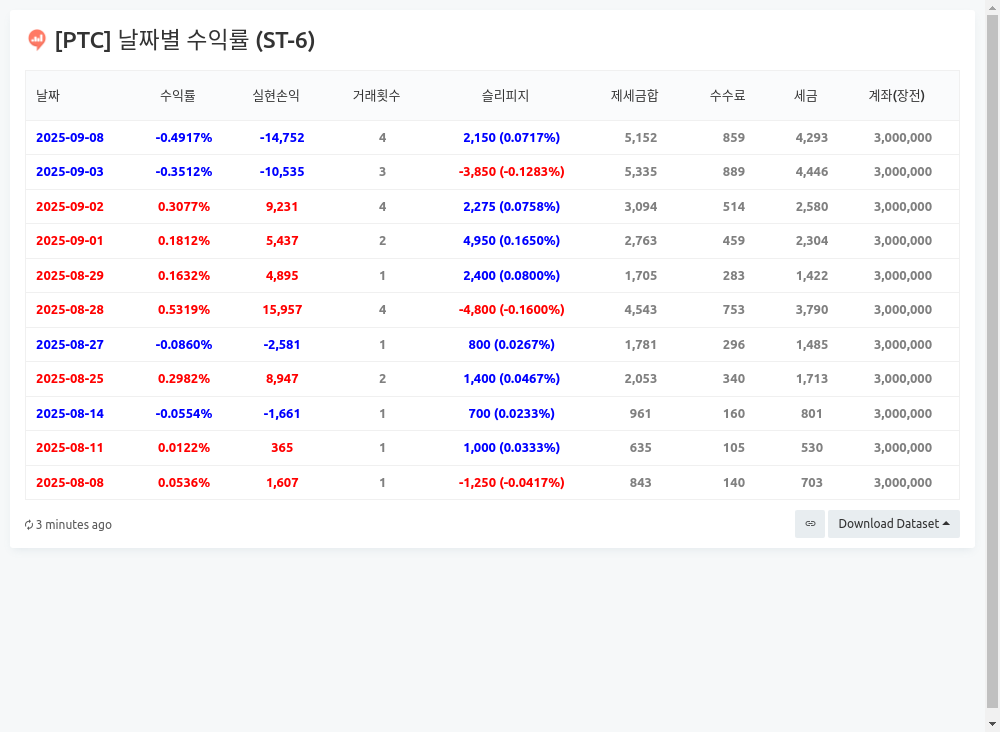 [PTC] 날짜별 수익률 (ST-6)
날짜 수익률 실현손익 거래횟수 슬리피지 제세금합 수수료 세금 계좌(장전)
2025-09-08 -0.4917% -14,752 4 2,150 (0.0717%) 5,152 859 4,293 3,000,000
2025-09-03 -0.3512% -10,535 3 -3,850 (-0.1283%) 5,335 889 4,446 3,000,000
2025-09-02 0.3077% 9,231 4 2,275 (0.0758%) 3,094 514 2,580 3,000,000
2025-09-01 0.1812% 5,437 2 4,950 (0.1650%) 2,763 459 2,304 3,000,000
2025-08-29 0.1632% 4,895 1 2,400 (0.0800%) 1,705 283 1,422 3,000,000
2025-08-28 0.5319% 15,957 4 -4,800 (-0.1600%) 4,543 753 3,790 3,000,000
2025-08-27 -0.0860% -2,581 1 800 (0.0267%) 1,781 296 1,485 3,000,000
2025-08-25 0.2982% 8,947 2 1,400 (0.0467%) 2,053 340 1,713 3,000,000
2025-08-14 -0.0554% -1,661 1 700 (0.0233%) 961 160 801 3,000,000
2025-08-11 0.0122% 365 1 1,000 (0.0333%) 635 105 530 3,000,000
2025-08-08 0.0536% 1,607 1 -1,250 (-0.0417%) 843 140 703 3,000,000
3 minutes ago Download Dataset